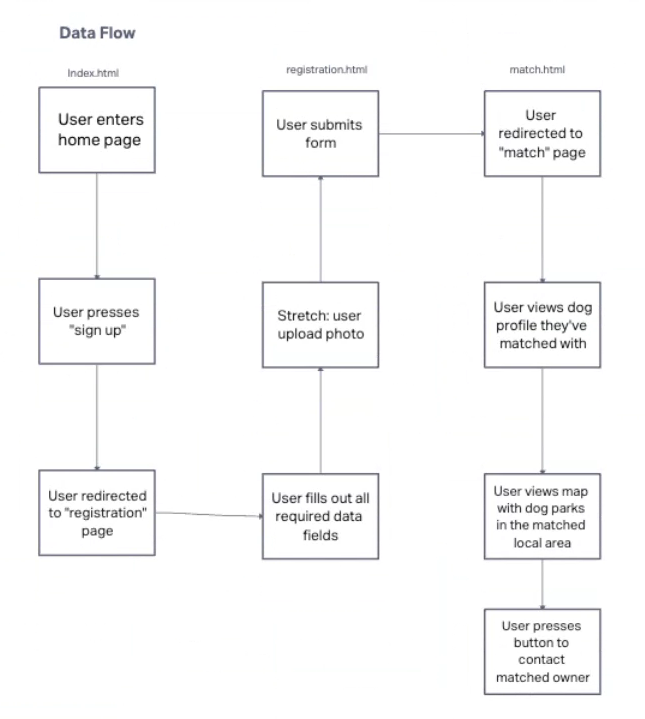 Data Flow
Index.html
User enters
home page
User presses
"sign up"
User redirected
to "registration"
page
registration.html
User submits
form
Stretch: user
upload photo
User fills out all
required data
fields
match.html
User
redirected to
"match" page
User views dog
profile they've
matched with
User views map
with dog parks
in the matched
local area
User presses
button to
contact
matched owner